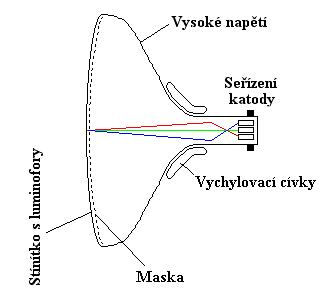 Vysoké napětí
Seřízení
katody
Vychylovací cívky
Stínítko s luminofory
Maska